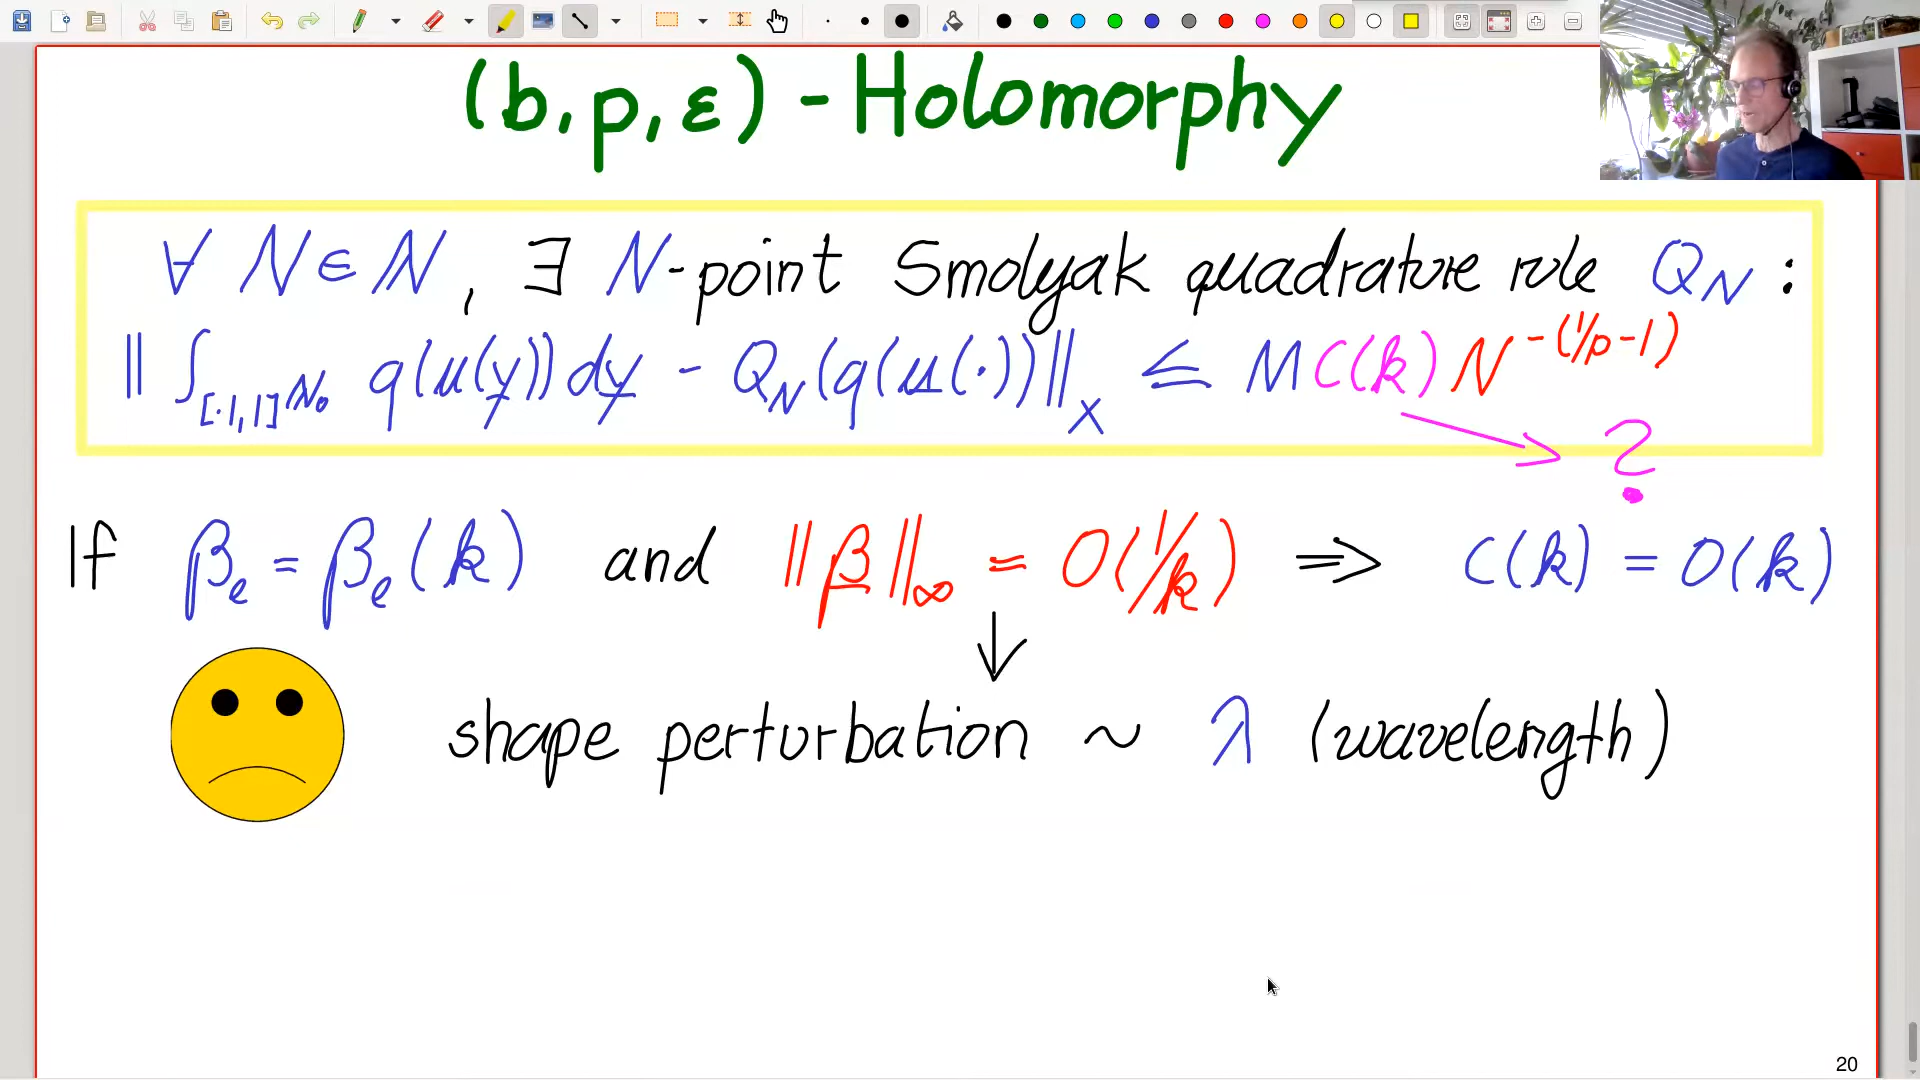 (b, p, ε) - Holomorphy
∀ N ∈ ℕ, ∃ N-point Smolyak quadrature rule Q_N :
‖ ∫_{[-1,1]^{ℕ₀}} q(u(y)) dy - Q_N(q(u(·))‖_X ≤ M C(k) N^{-(1/p-1)}
?
If β_ℓ = β_ℓ(k) and ‖β‖_∞ = O(1/k) ⇒ C(k) = O(k)
shape perturbation ~ λ (wavelength)
20